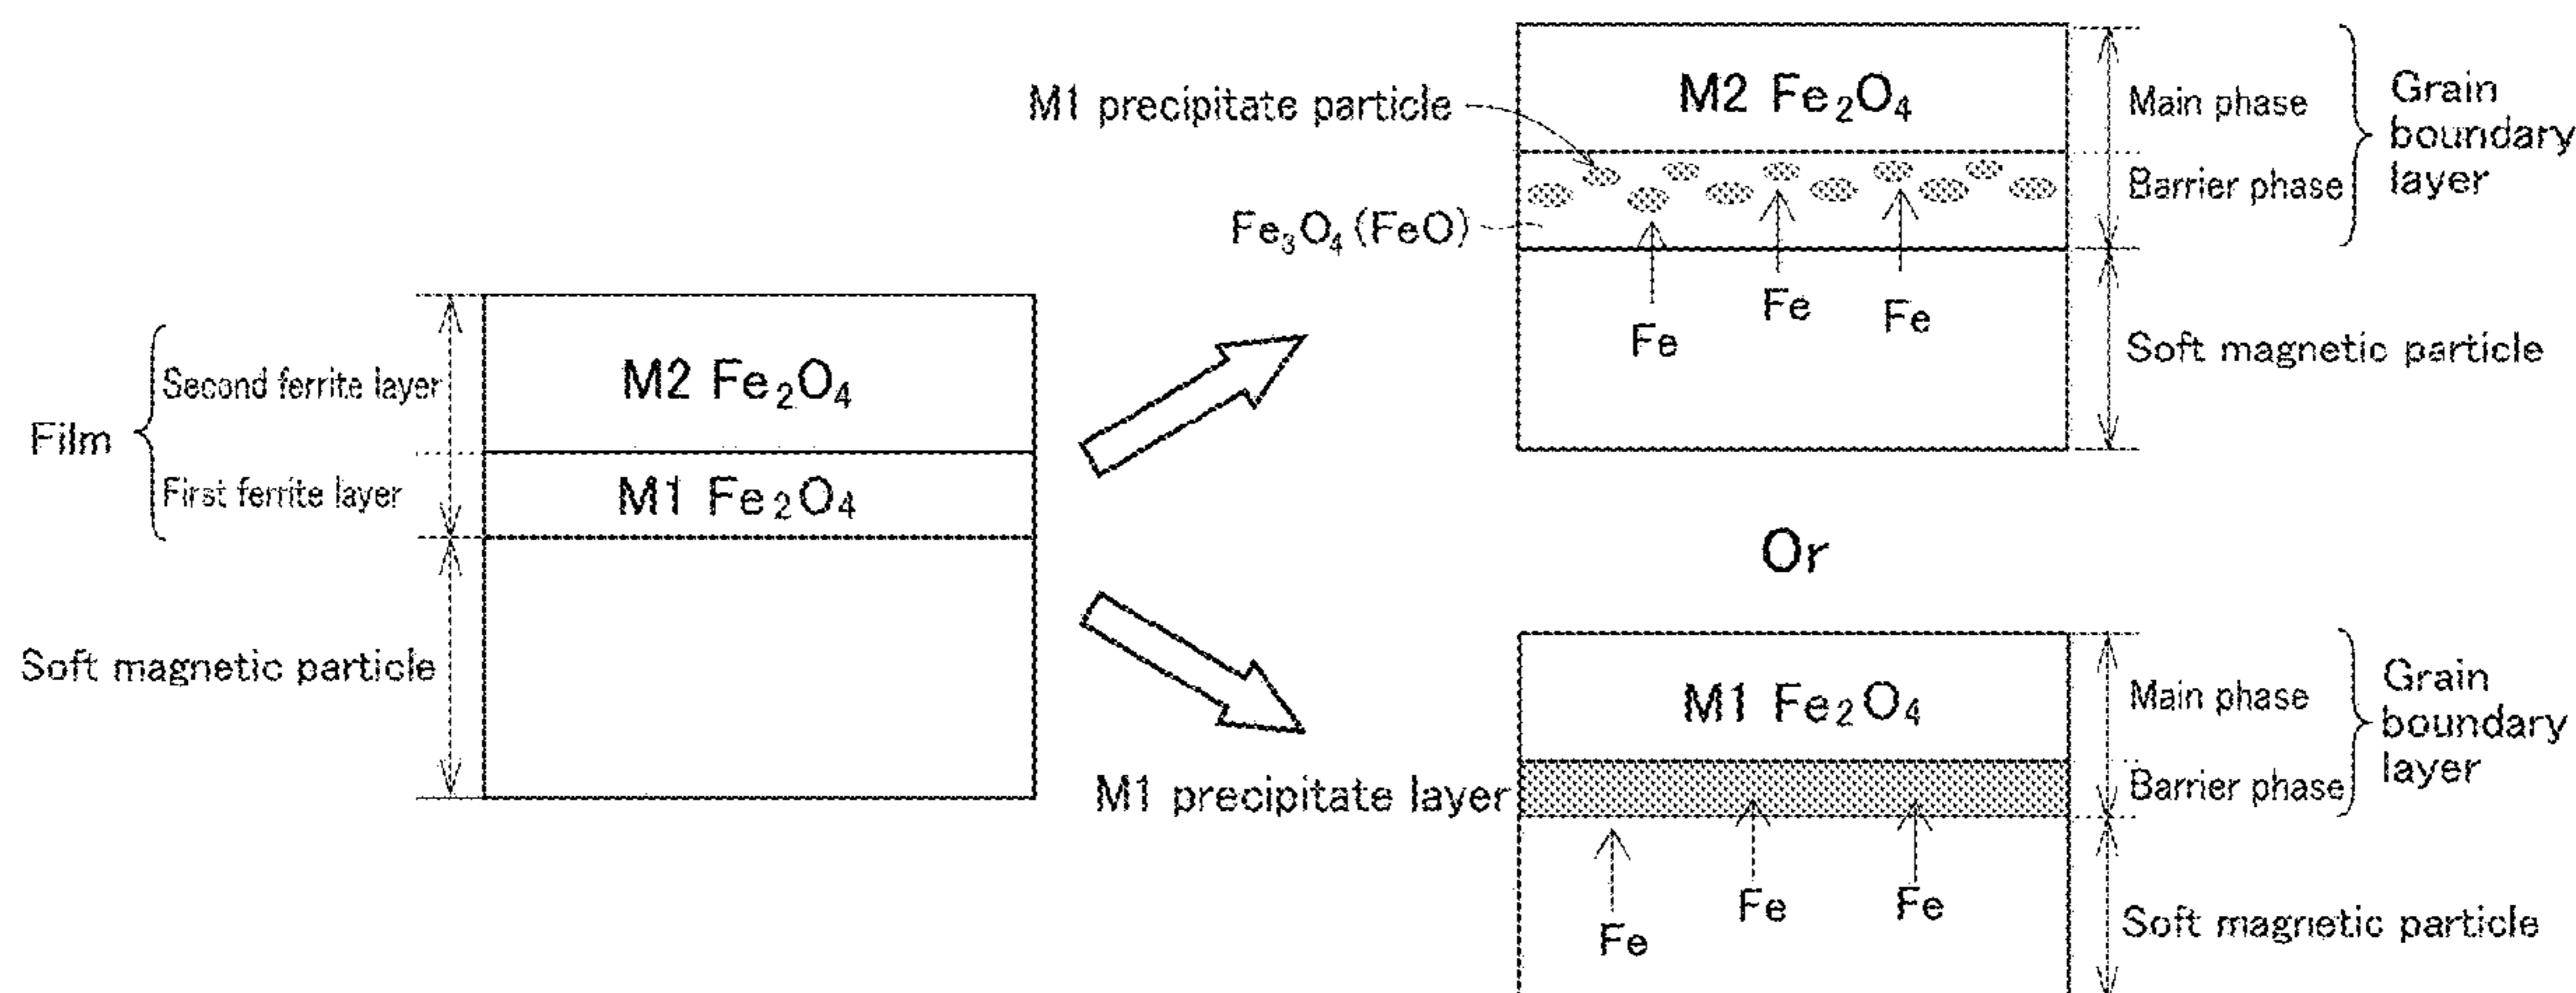 Film
Second ferrite layer
First ferrite layer
Soft magnetic particle
M2 Fe₂O₄
M1 Fe₂O₄
M1 precipitate particle
Fe₃O₄ (FeO)
M2 Fe₂O₄
Fe
Fe
Fe
Main phase
Barrier phase
Grain
boundary
layer
Soft magnetic particle
Or
M1 precipitate layer
M1 Fe₂O₄
Fe
Fe
Fe
Main phase
Barrier phase
Grain
boundary
layer
Soft magnetic particle